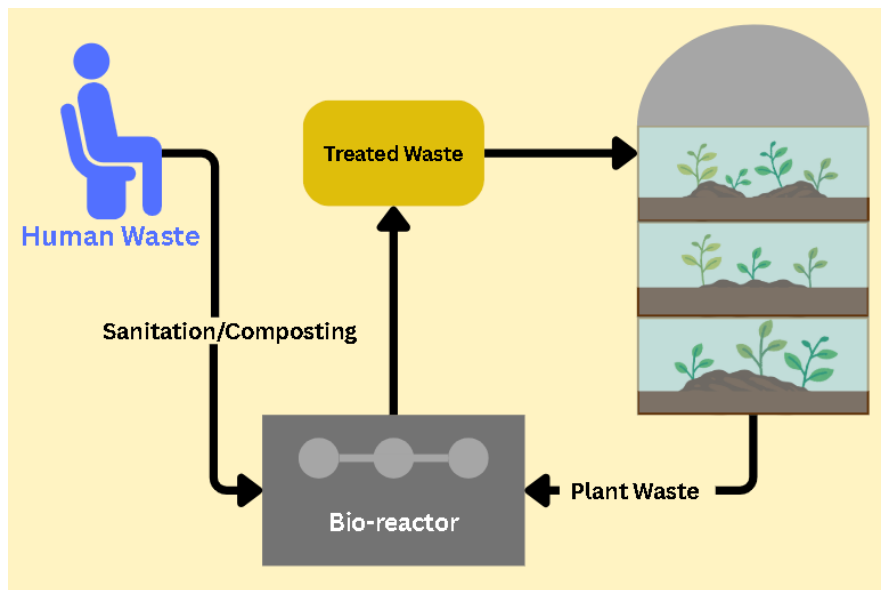 Treated Waste
Human Waste
Sanitation/Composting
Plant Waste
Bio-reactor